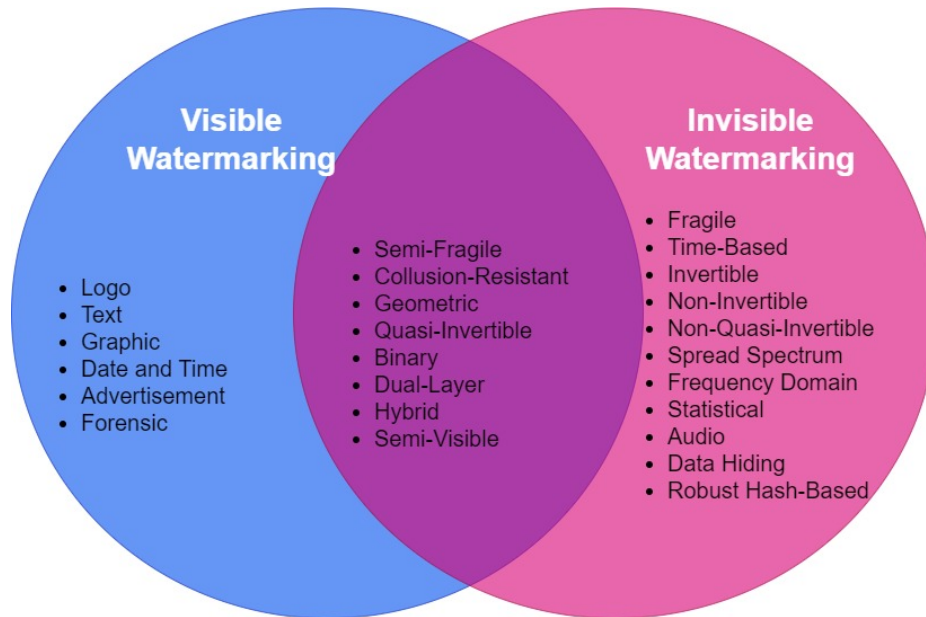 Visible
Watermarking
Logo
Text
Graphic
Date and Time
Advertisement
Forensic
Semi-Fragile
Collusion-Resistant
Geometric
Quasi-Invertible
Binary
Dual-Layer
Hybrid
Semi-Visible
Invisible
Watermarking
Fragile
Time-Based
Invertible
Non-Invertible
Non-Quasi-Invertible
Spread Spectrum
Frequency Domain
Statistical
Audio
Data Hiding
Robust Hash-Based